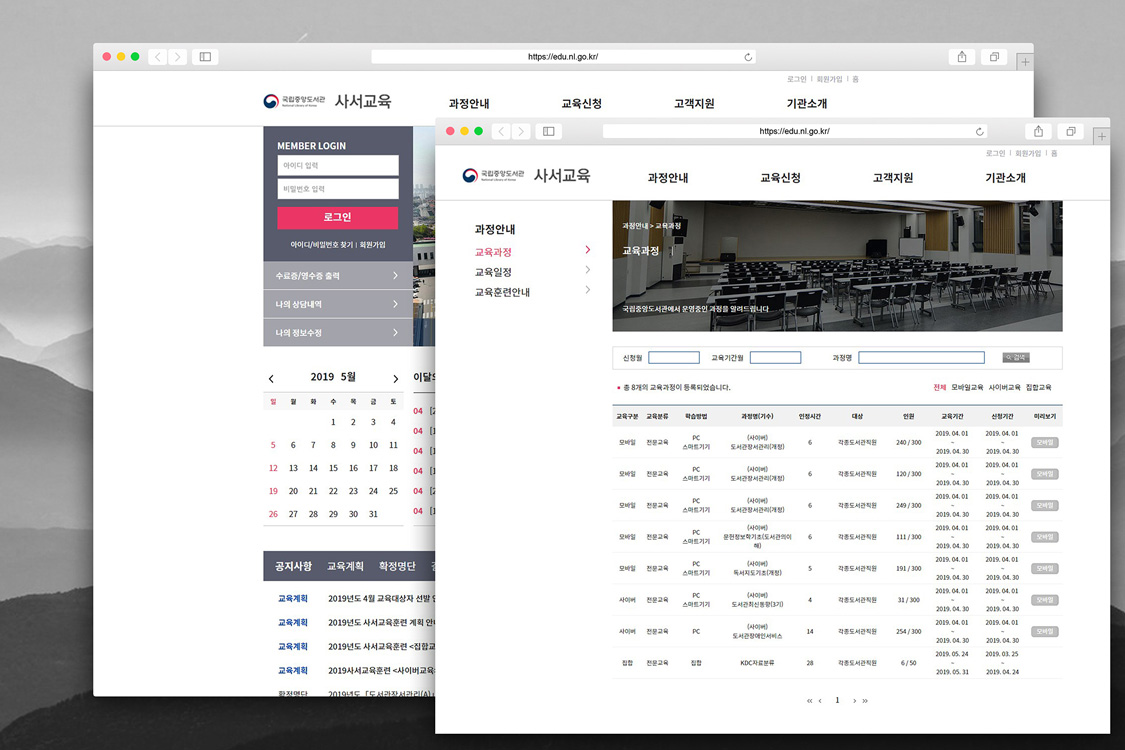 https://edu.nl.go.kr/
로그인 | 회원가입 | 홈
국립중앙도서관 사서교육
National Library of Korea
과정안내 교육신청 고객지원 기관소개
MEMBER LOGIN
아이디 입력
비밀번호 입력
로그인
아이디/비밀번호 찾기 | 회원가입
수료증/영수증 출력
나의 상담내역
나의 정보수정
2019 5월
일 월 화 수 목 금 토
1 2 3 4
5 6 7 8 9 10 11
12 13 14 15 16 17 18
19 20 21 22 23 24 25
26 27 28 29 30 31
이달의
04 [2
04 [1
04 [
04 [1
04 [2
04 [1
공지사항 교육계획 확정명단
교육계획 2019년도 4월 교육대상자 선발
교육계획 2019년도 사서교육훈련 계획 안
교육계획 2019년도 사서교육훈련 <집합교
교육계획 2019사서교육훈련 <사이버교육
확정명단 2019년도 「도서관장서관리(A)
https://edu.nl.go.kr/
로그인 | 회원가입 | 홈
국립중앙도서관 사서교육
National Library of Korea
과정안내 교육신청 고객지원 기관소개
과정안내
교육과정
교육일정
교육훈련안내
과정안내 > 교육과정
교육과정
국립중앙도서관에서 운영중인 과정을 알려드립니다
신청월 교육기간월 과정명 검색
총 8개의 교육과정이 등록되었습니다.
전체 모바일교육 사이버교육 집합교육
교육구분 교육분류 학습방법 과정명(기수) 인정시간 대상 인원 교육기간 신청기간 미리보기
모바일 전문교육 PC 스마트기기 (사이버) 도서관장서관리(개정) 6 각종도서관직원 240 / 300 2019. 04. 01 ~ 2019. 04. 30 2019. 04. 01 ~ 2019. 04. 30 모바일
모바일 전문교육 PC 스마트기기 (사이버) 도서관장서관리(개정) 6 각종도서관직원 120 / 300 2019. 04. 01 ~ 2019. 04. 30 2019. 04. 01 ~ 2019. 04. 30 모바일
모바일 전문교육 PC 스마트기기 (사이버) 도서관장서관리(개정) 6 각종도서관직원 249 / 300 2019. 04. 01 ~ 2019. 04. 30 2019. 04. 01 ~ 2019. 04. 30 모바일
모바일 전문교육 PC 스마트기기 (사이버) 문헌정보학기초(도서관의이해) 6 각종도서관직원 111 / 300 2019. 04. 01 ~ 2019. 04. 30 2019. 04. 01 ~ 2019. 04. 30 모바일
모바일 전문교육 PC 스마트기기 (사이버) 독서지도기초(개정) 5 각종도서관직원 191 / 300 2019. 04. 01 ~ 2019. 04. 30 2019. 04. 01 ~ 2019. 04. 30 모바일
사이버 전문교육 PC 스마트기기 (사이버) 도서관최신동향(3기) 4 각종도서관직원 31 / 300 2019. 04. 01 ~ 2019. 04. 30 2019. 04. 01 ~ 2019. 04. 30 모바일
사이버 전문교육 PC (사이버) 도서관장애인서비스 14 각종도서관직원 254 / 300 2019. 04. 01 ~ 2019. 04. 30 2019. 04. 01 ~ 2019. 04. 30 모바일
집합 전문교육 집합 KDC자료분류 28 각종도서관직원 6 / 50 2019. 05. 24 ~ 2019. 05. 31 2019. 03. 25 ~ 2019. 04. 24
« ‹ 1 › »